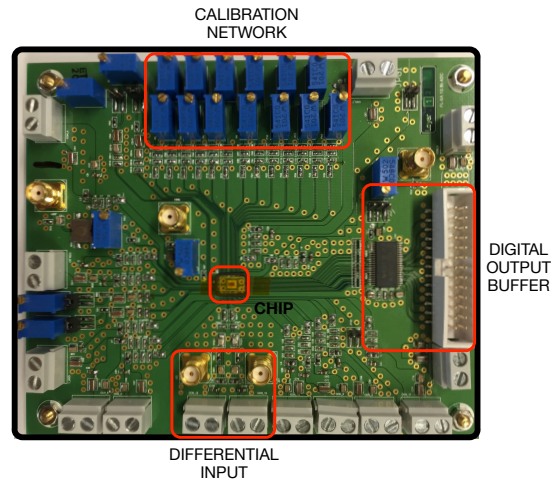 CALIBRATION
NETWORK
CHIP
DIGITAL
OUTPUT
BUFFER
DIFFERENTIAL
INPUT